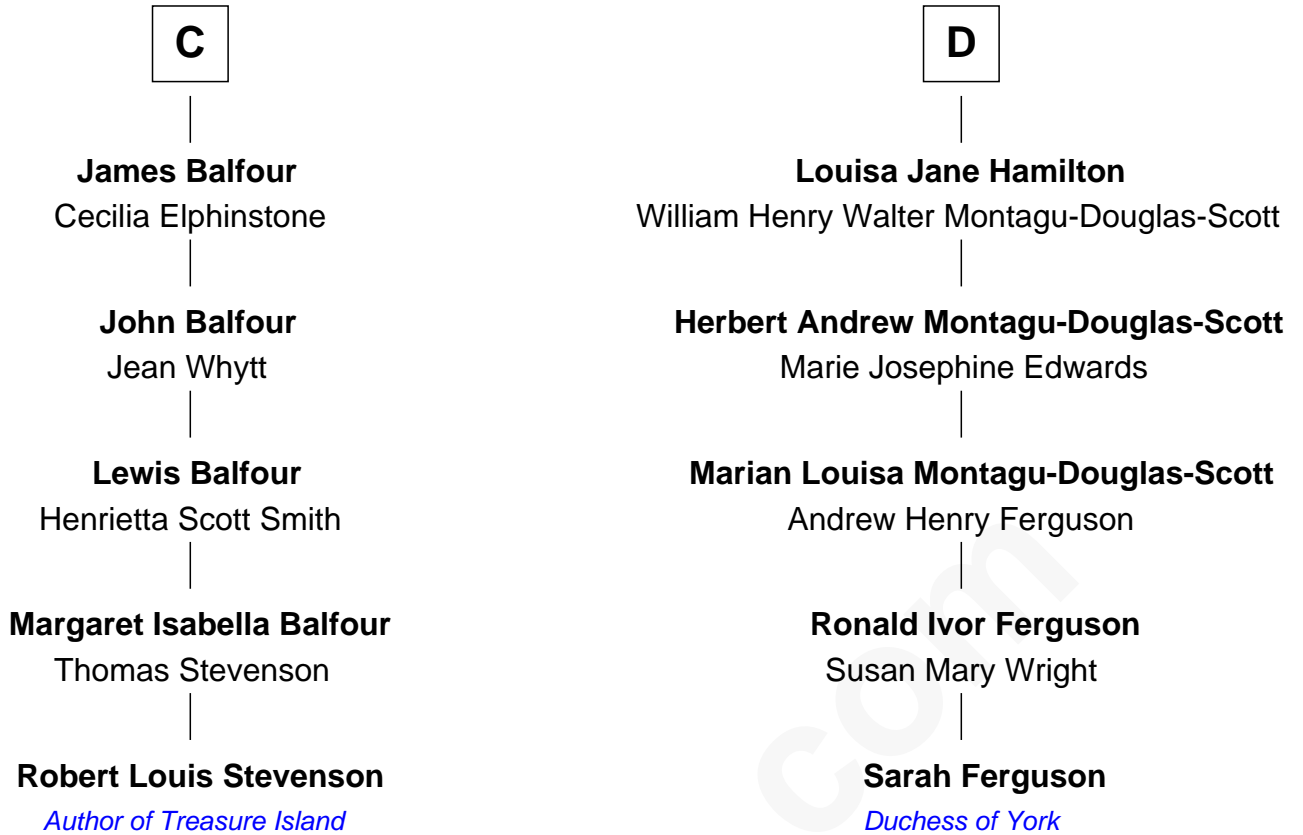 C
James Balfour
Cecilia Elphinstone
John Balfour
Jean Whytt
Lewis Balfour
Henrietta Scott Smith
Margaret Isabella Balfour
Thomas Stevenson
Robert Louis Stevenson
Author of Treasure Island
D
Louisa Jane Hamilton
William Henry Walter Montagu-Douglas-Scott
Herbert Andrew Montagu-Douglas-Scott
Marie Josephine Edwards
Marian Louisa Montagu-Douglas-Scott
Andrew Henry Ferguson
Ronald Ivor Ferguson
Susan Mary Wright
Sarah Ferguson
Duchess of York
com